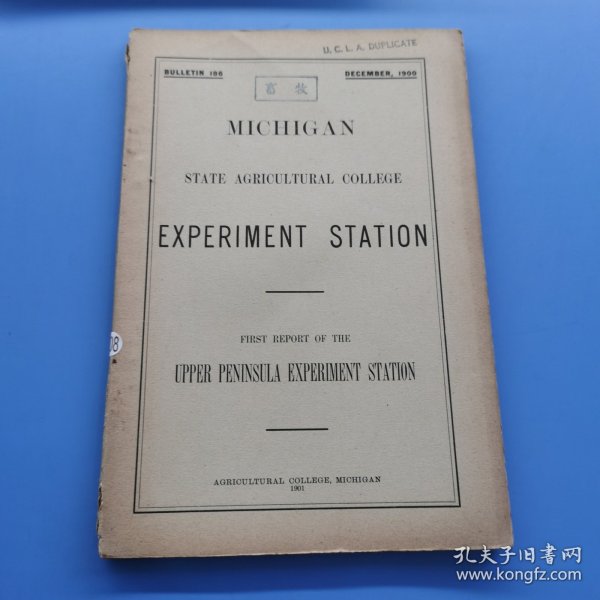 U. C. L. A. DUPLICATE
BULLETIN 186 DECEMBER, 1900
畜 牧
MICHIGAN
STATE AGRICULTURAL COLLEGE
EXPERIMENT STATION
FIRST REPORT OF THE
UPPER PENINSULA EXPERIMENT STATION
AGRICULTURAL COLLEGE, MICHIGAN
1901
孔夫子旧书网
www.kongfz.com